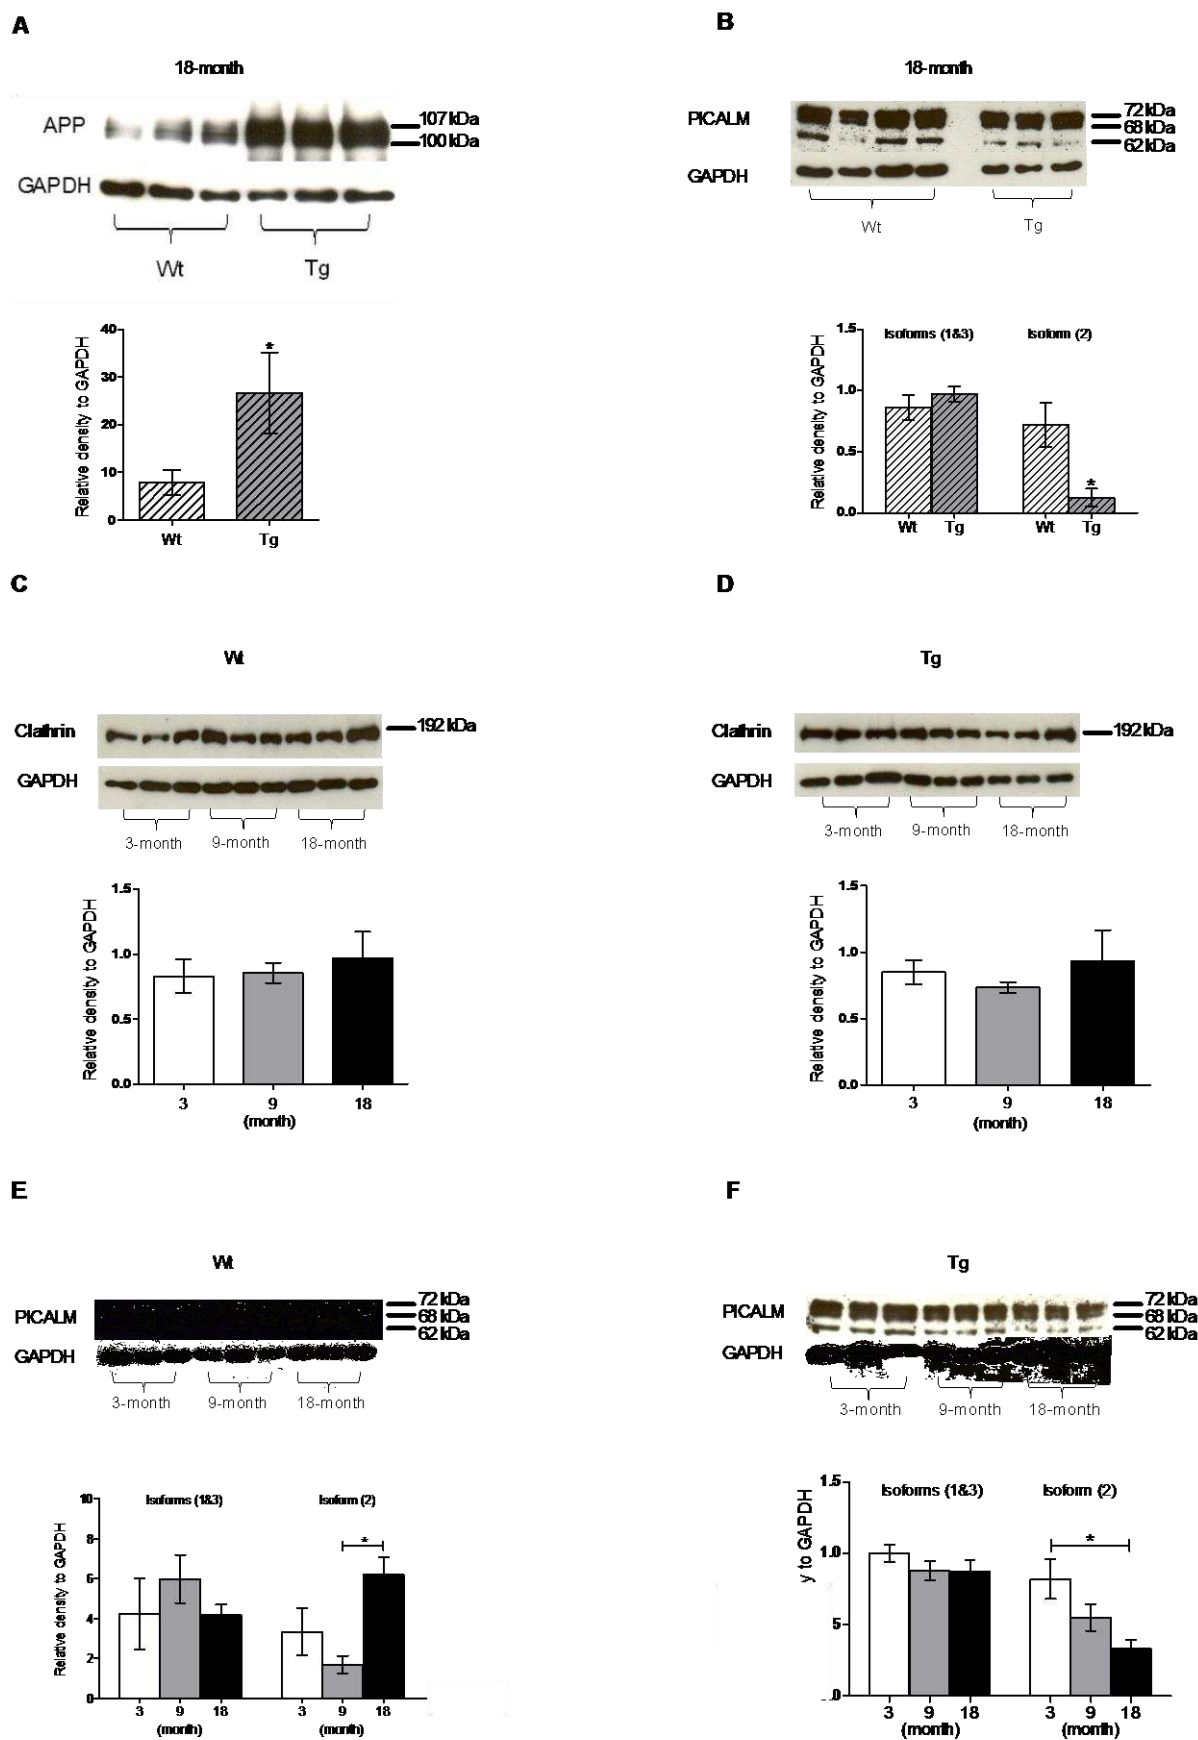 A
18-month
APP
107 kDa
100 kDa
GAPDH
Wt Tg
Relative density to GAPDH
40
30
20
10
0
*
Wt Tg
B
18-month
PICALM
72 kDa
68 kDa
62 kDa
GAPDH
Wt Tg
Relative density to GAPDH
1.5
1.0
0.5
0.0
Isoforms (1&3) Isoform (2)
*
Wt Tg Wt Tg
C
Wt
Clathrin
192 kDa
GAPDH
3-month 9-month 18-month
Relative density to GAPDH
1.5
1.0
0.5
0.0
3 9 18
(month)
D
Tg
Clathrin
192 kDa
GAPDH
3-month 9-month 18-month
Relative density to GAPDH
1.5
1.0
0.5
0.0
3 9 18
(month)
E
Wt
PICALM
72 kDa
68 kDa
62 kDa
GAPDH
3-month 9-month 18-month
Relative density to GAPDH
10
8
6
4
2
0
Isoforms (1&3) Isoform (2)
*
3 9 18 3 9 18
(month) (month)
F
Tg
PICALM
72 kDa
68 kDa
62 kDa
GAPDH
3-month 9-month 18-month
y to GAPDH
1.5
1.0
5
.0
Isoforms (1&3) Isoform (2)
*
3 9 18 3 9 18
(month) (month)